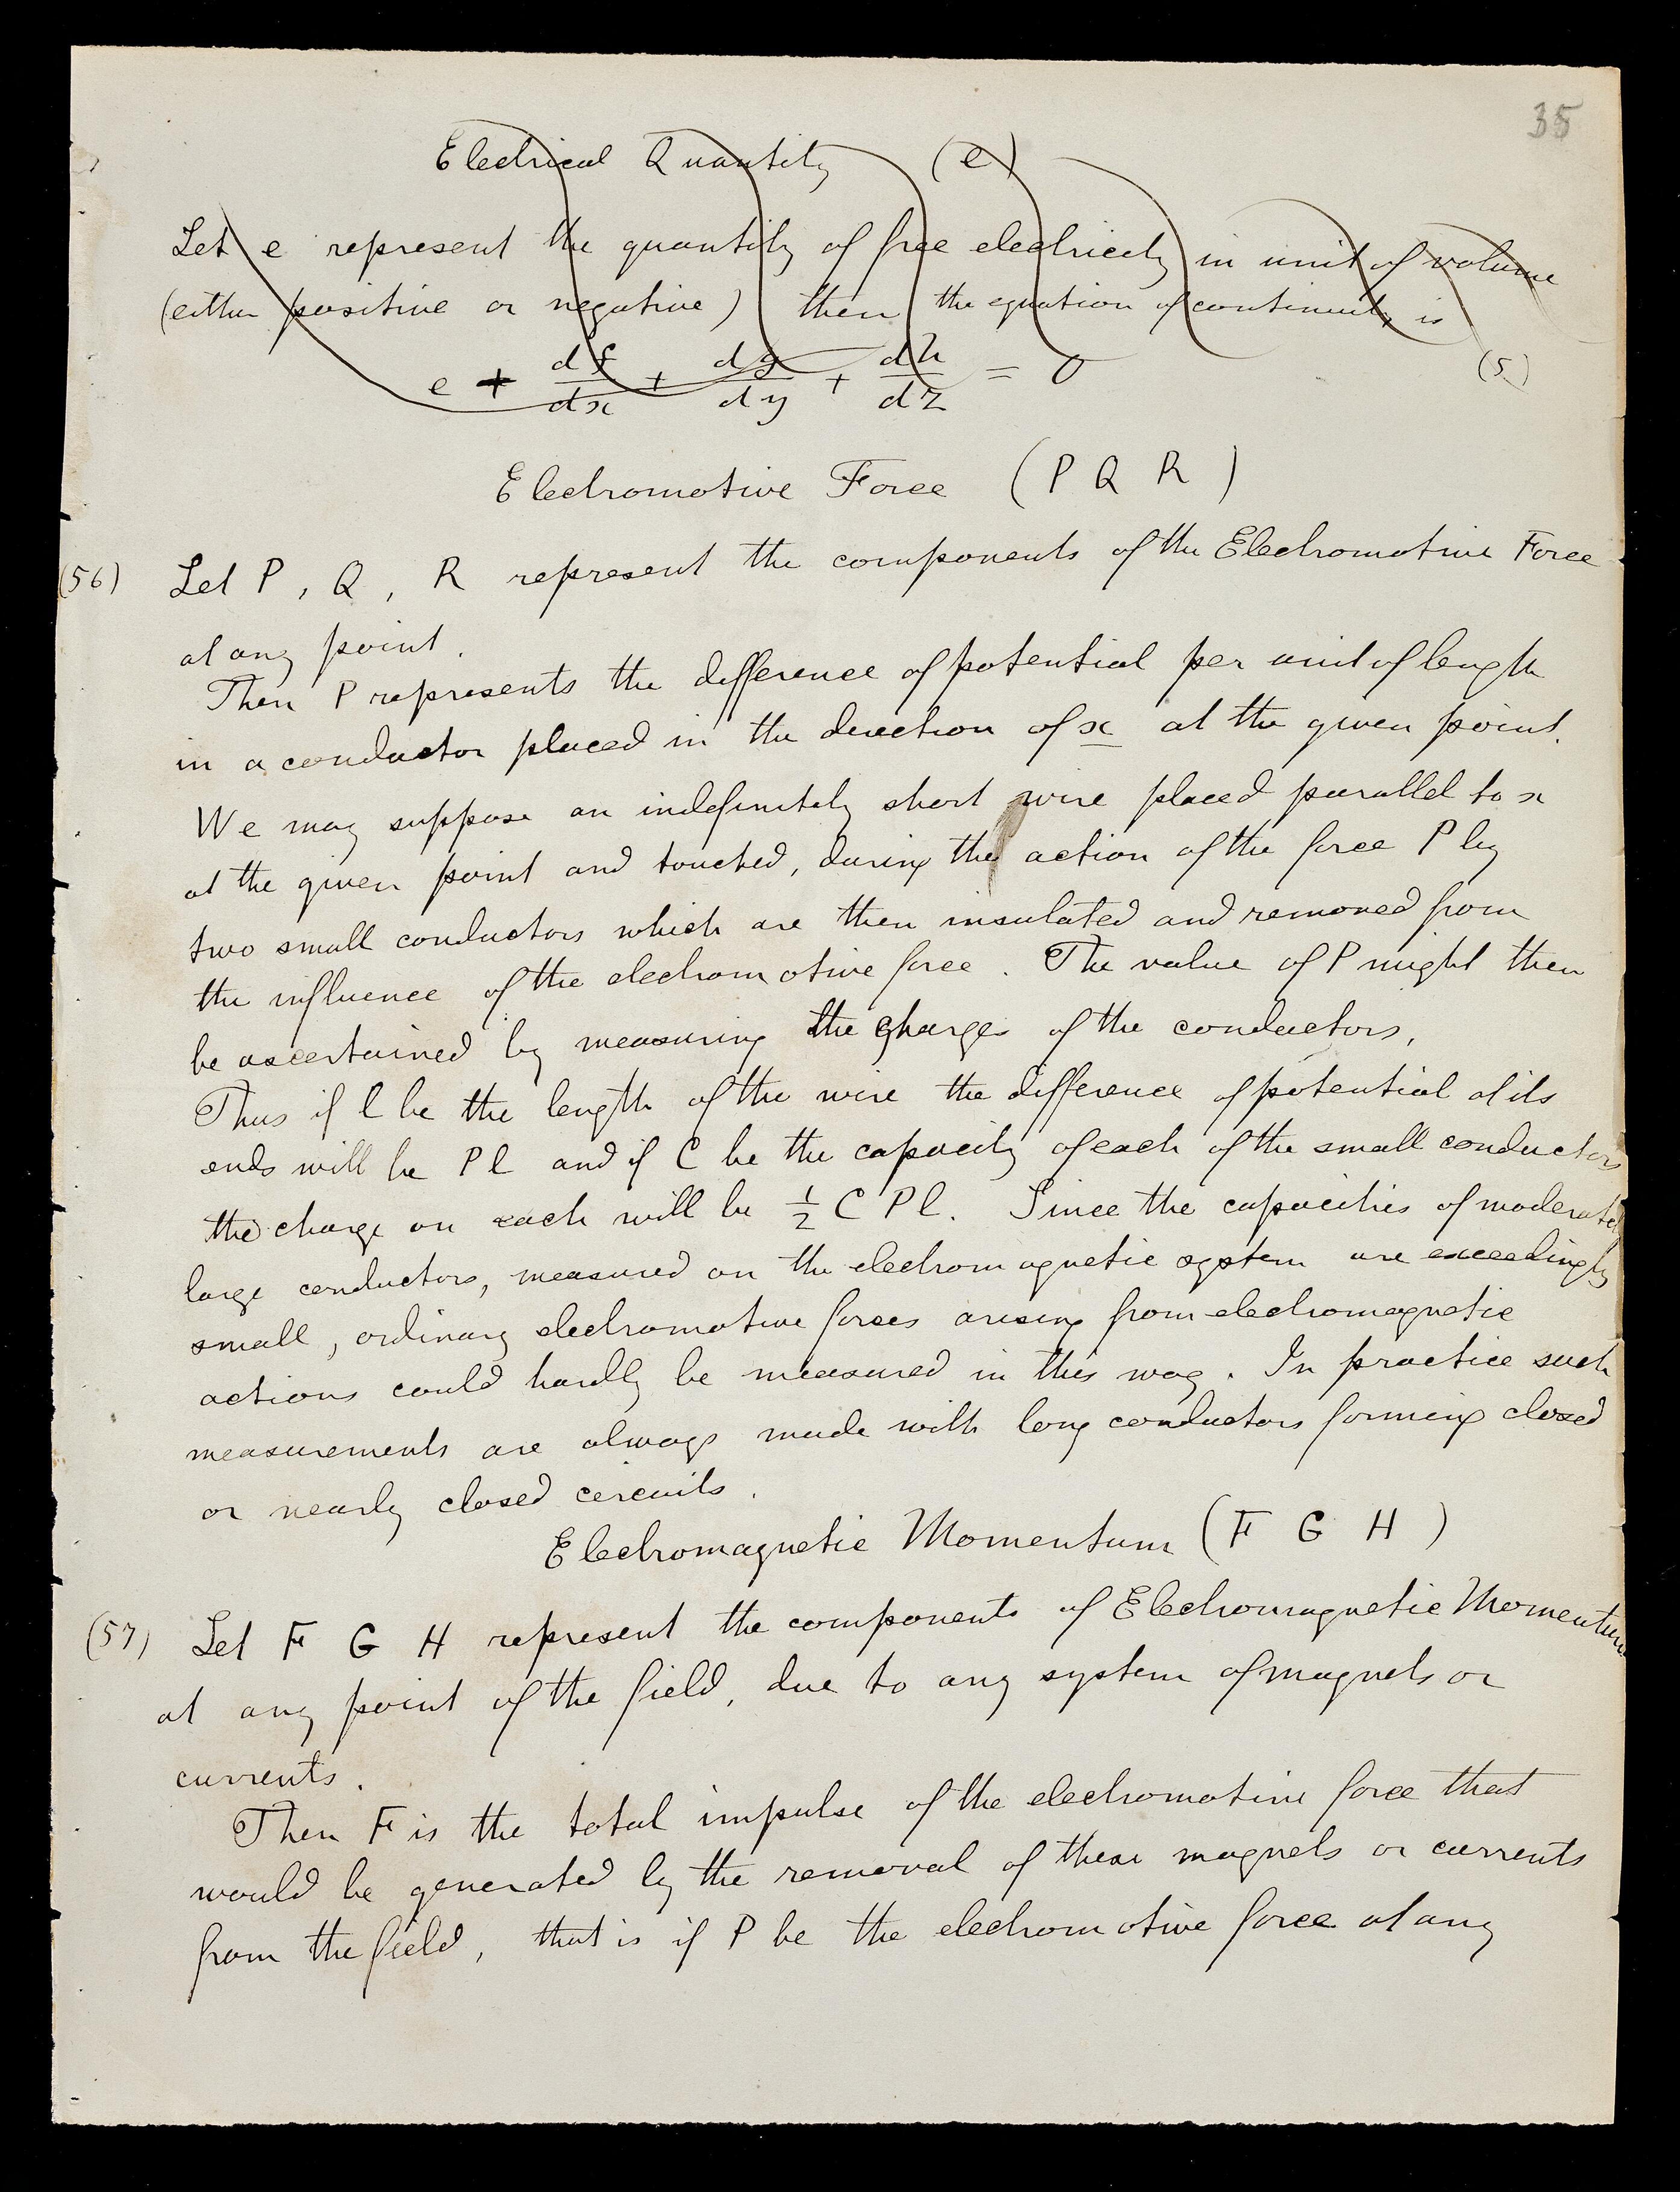 35
Electrical Quantity (e)
Let e represent the quantity of free electricity in unit of volume
(either positive or negative) then the equation of continuity is
e + df/dx + dg/dy + dh/dz = 0 (5)
Electromotive Force (P Q R)
(56) Let P, Q, R represent the components of the Electromotive Force
at any point.
Then P represents the difference of potential per unit of length
in a conductor placed in the direction of x at the given point.
We may suppose an indefinitely short wire placed parallel to x
at the given point and touched, during the action of the force P by
two small conductors which are then insulated and removed from
the influence of the electromotive force. The value of P might then
be ascertained by measuring the charges of the conductors,
Thus if l be the length of the wire the difference of potential at its
ends will be Pl and if C be the capacity of each of the small conductors
the charge on each will be ½ C P l. Since the capacities of moderately
large conductors, measured on the electromagnetic system are exceedingly
small, ordinary electromotive forces arising from electromagnetic
actions could hardly be measured in this way. In practice such
measurements are always made with long conductors forming closed
or nearly closed circuits.
Electromagnetic Momentum (F G H)
(57) Let F G H represent the components of Electromagnetic Momentum
at any point of the field, due to any system of magnets or
currents.
Then F is the total impulse of the electromotive force that
would be generated by the removal of these magnets or currents
from the field, that is if P be the electromotive force at any